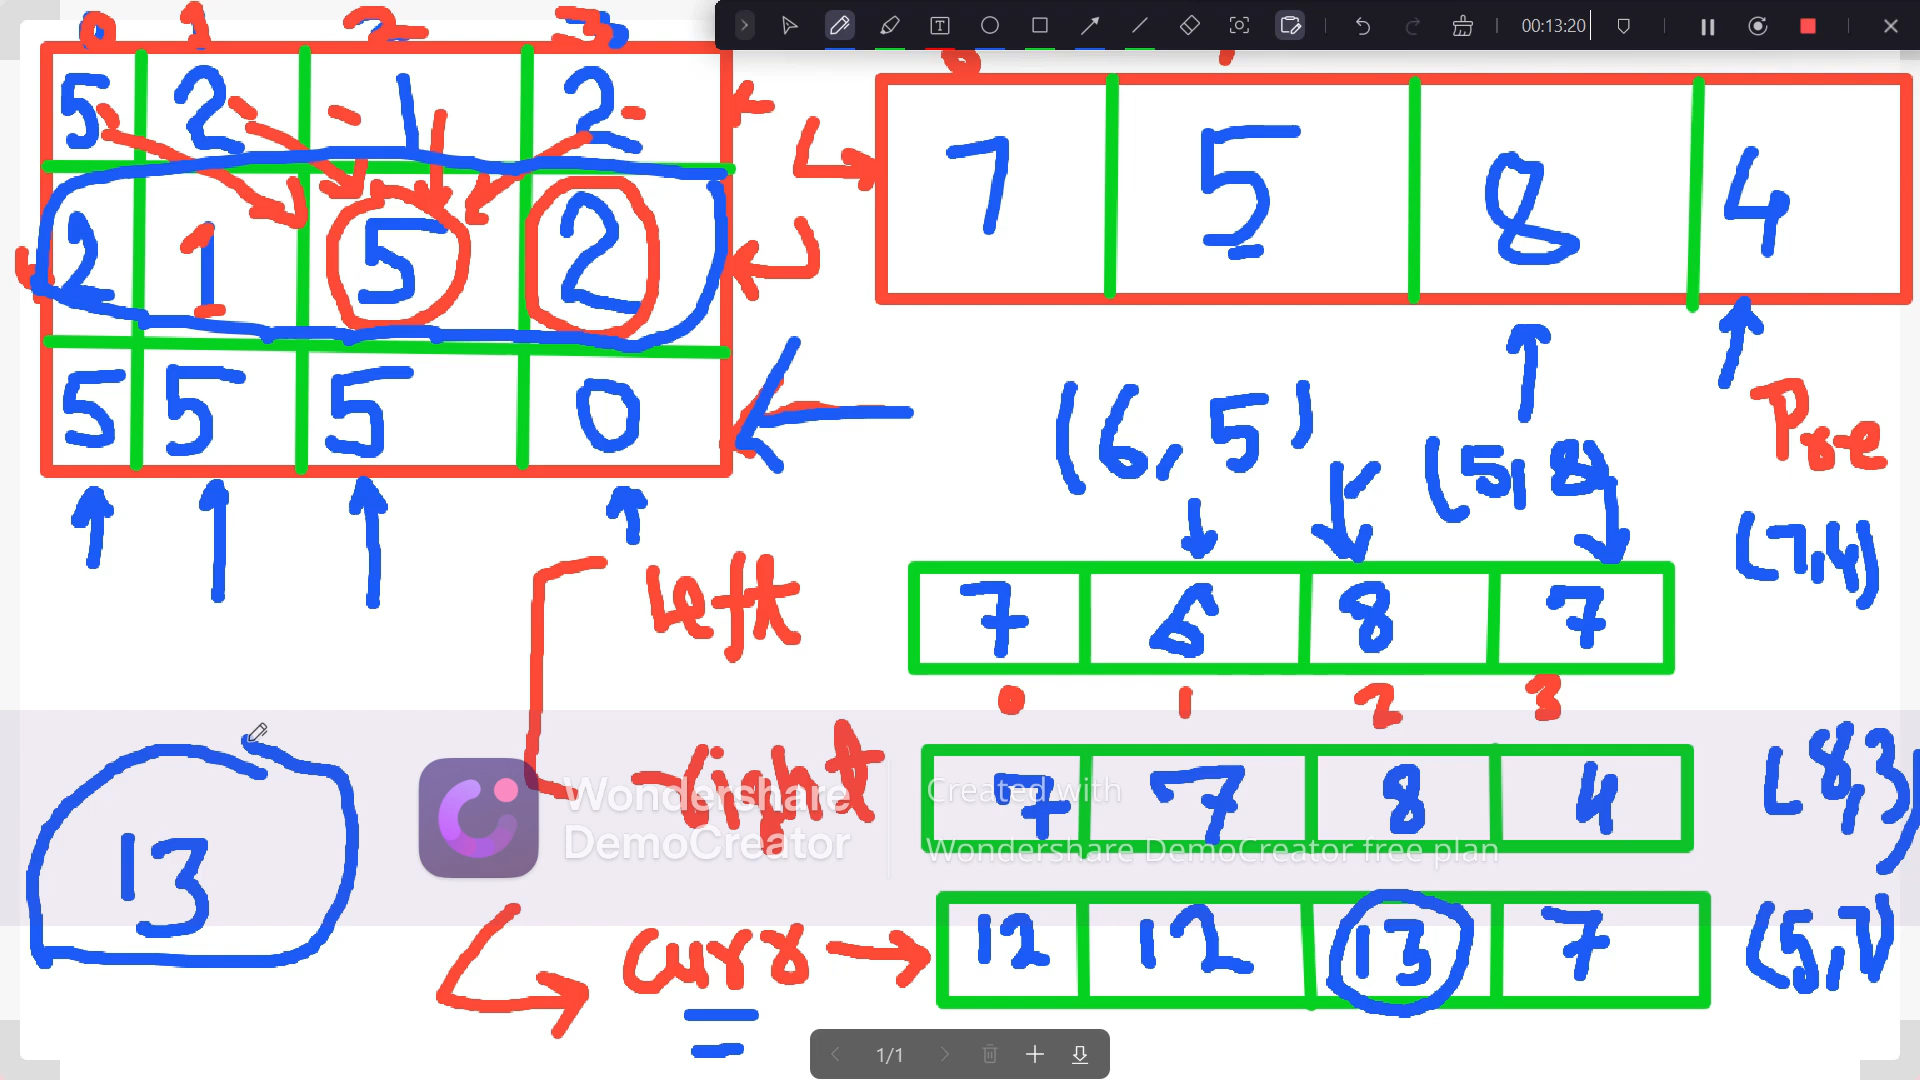 00:13:20
0 1 2 3
5 2 1 2
2 1 5 2
5 5 5 0
7 5 8 4
Pre
(6,5)
(5,8)
(7,4)
left
7 6 8 7
0 1 2 3
right
7 7 8 4
(8,3)
Wondershare
DemoCreator
Created with
Wondershare DemoCreator free plan
13
curr
12 12 13 7
(5,7)
1/1